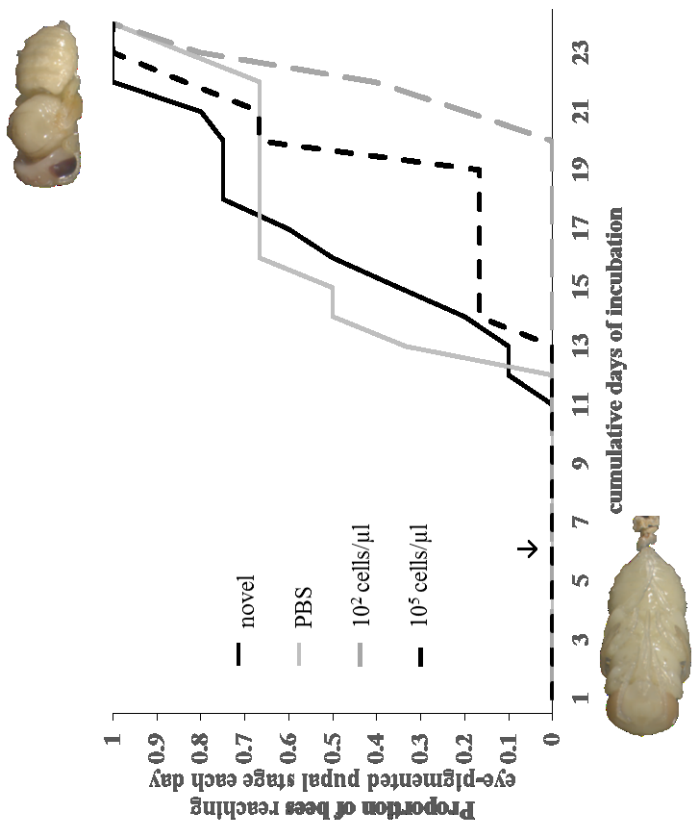 Proportion of bees reaching
eye-pigmented pupal stage each day
1
0.9
0.8
0.7
0.6
0.5
0.4
0.3
0.2
0.1
0
novel
PBS
10² cells/µl
10⁵ cells/µl
1 3 5 7 9 11 13 15 17 19 21 23
cumulative days of incubation